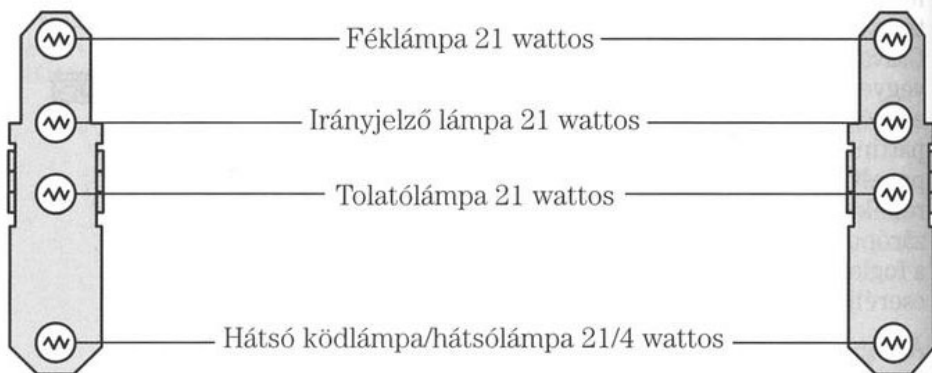 Féklámpa 21 wattos
Irányjelző lámpa 21 wattos
Tolatólámpa 21 wattos
Hátsó ködlámpa/hátsólámpa 21/4 wattos